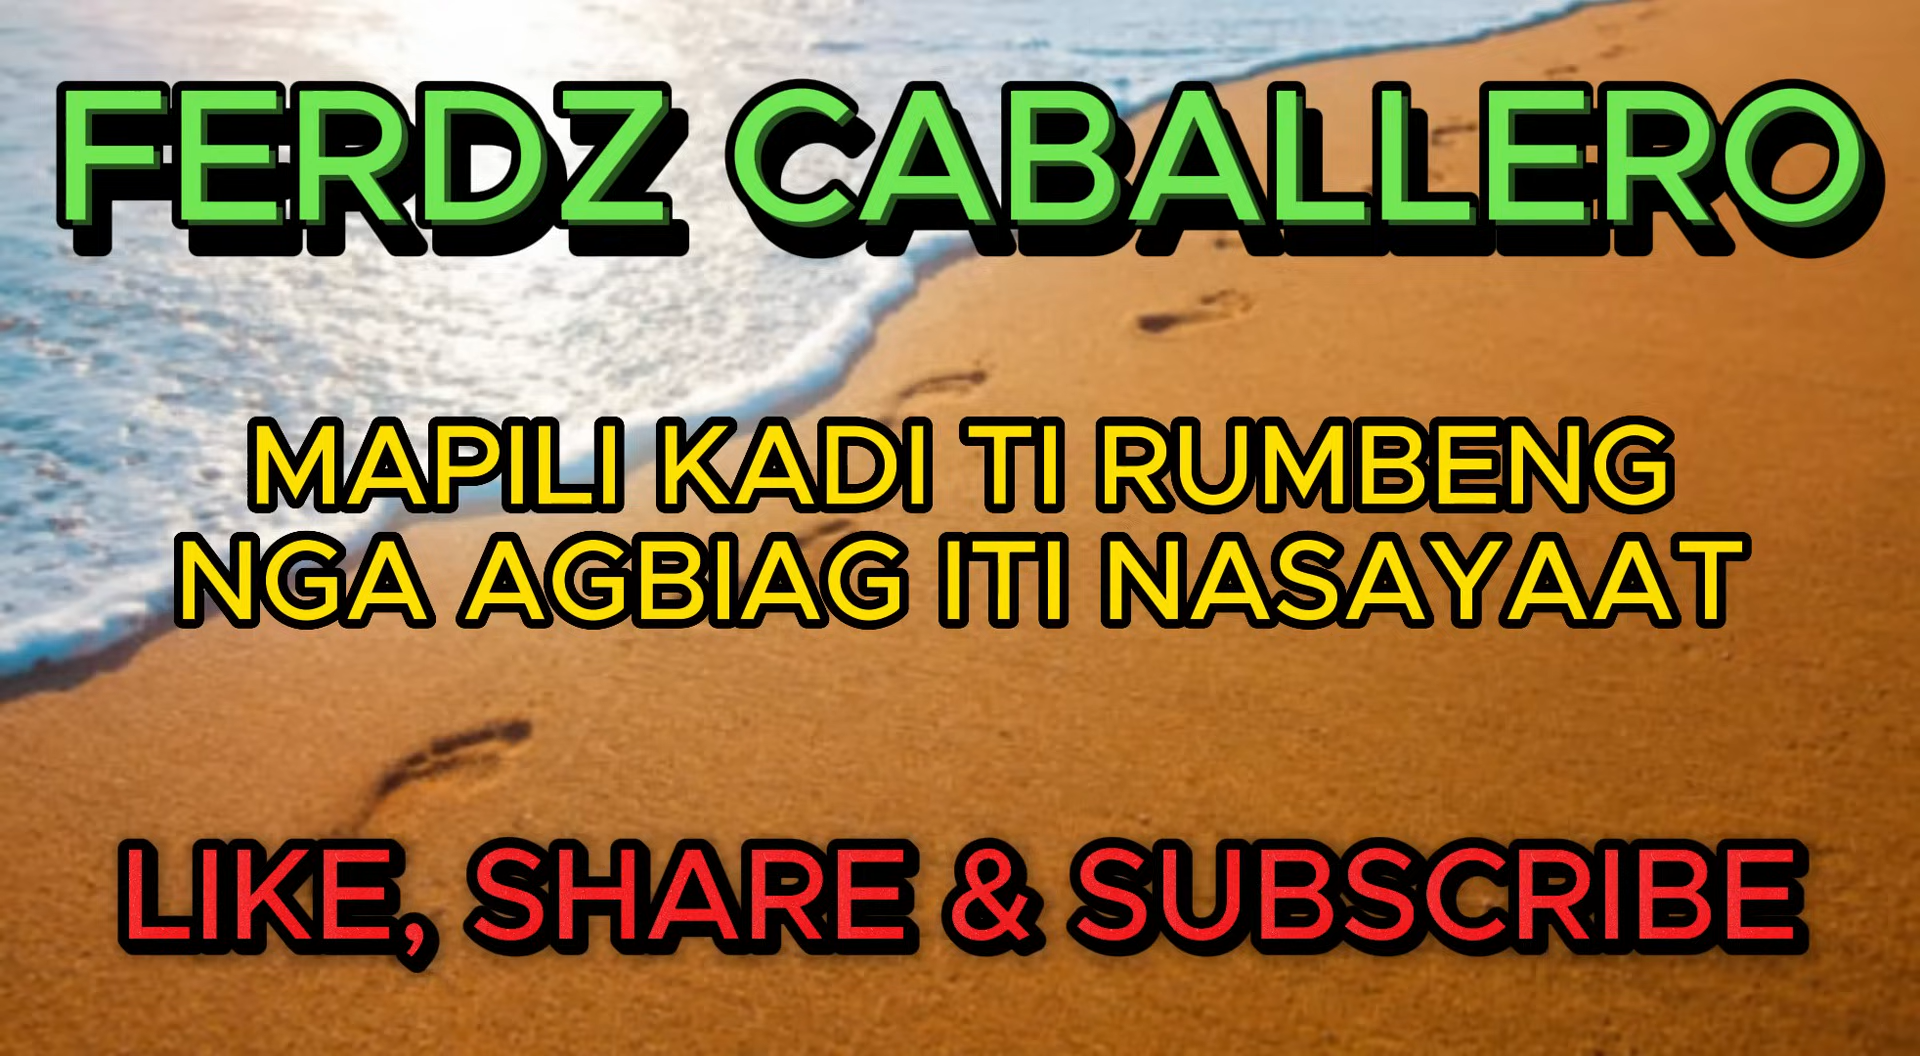 FERDZ CABALLERO
MAPILI KADI TI RUMBENG
NGA AGBIAG ITI NASAYAAT
LIKE, SHARE & SUBSCRIBE